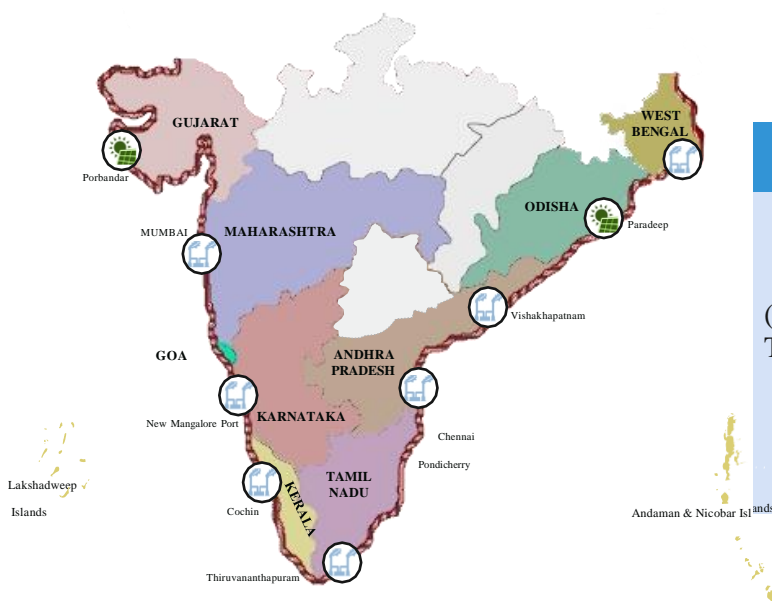 WEST
BENGAL
GUJARAT
Porbandar
ODISHA
Paradeep
MUMBAI
MAHARASHTRA
Vishakhapatnam
(
T
GOA
ANDHRA
PRADESH
New Mangalore Port
KARNATAKA
Chennai
Pondicherry
TAMIL
NADU
KERALA
Lakshadweep
Islands
Cochin
Andaman & Nicobar Islands
Thiruvananthapuram